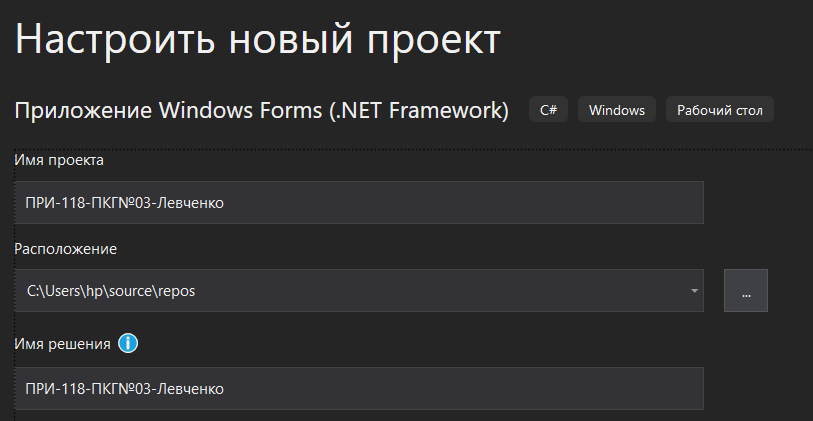 Настроить новый проект
Приложение Windows Forms (.NET Framework) C# Windows Рабочий стол
Имя проекта
ПРИ-118-ПКГ№03-Левченко
Расположение
C:\Users\hp\source\repos
...
Имя решения
ПРИ-118-ПКГ№03-Левченко